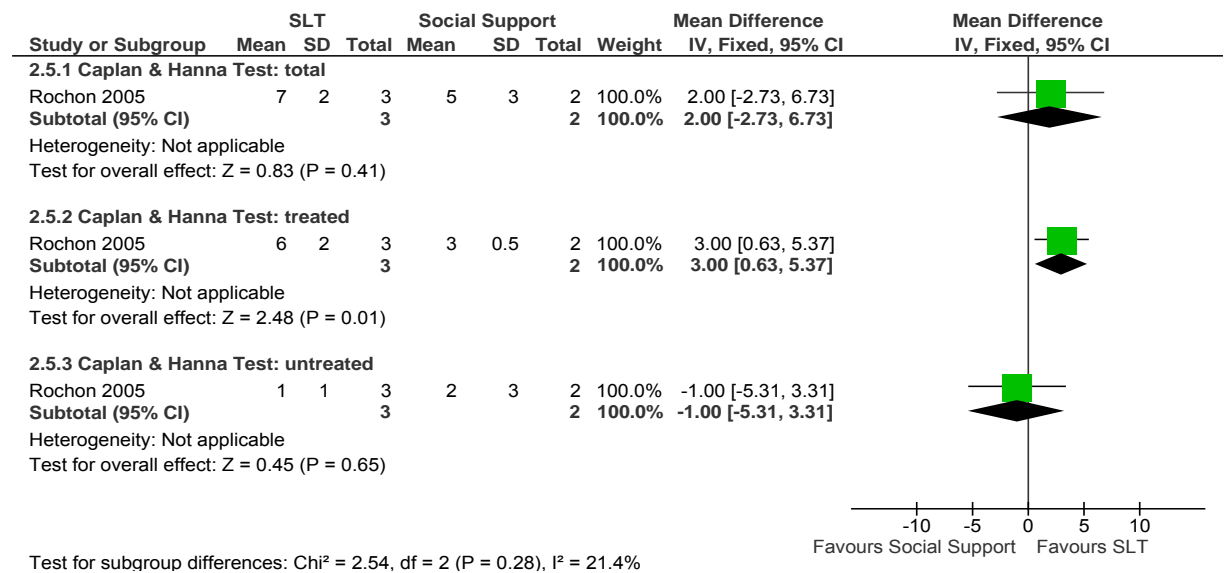 SLT Social Support Mean Difference Mean Difference
Study or Subgroup Mean SD Total Mean SD Total Weight IV, Fixed, 95% CI IV, Fixed, 95% CI
2.5.1 Caplan & Hanna Test: total
Rochon 2005 7 2 3 5 3 2 100.0% 2.00 [-2.73, 6.73]
Subtotal (95% CI) 3 2 100.0% 2.00 [-2.73, 6.73]
Heterogeneity: Not applicable
Test for overall effect: Z = 0.83 (P = 0.41)
2.5.2 Caplan & Hanna Test: treated
Rochon 2005 6 2 3 3 0.5 2 100.0% 3.00 [0.63, 5.37]
Subtotal (95% CI) 3 2 100.0% 3.00 [0.63, 5.37]
Heterogeneity: Not applicable
Test for overall effect: Z = 2.48 (P = 0.01)
2.5.3 Caplan & Hanna Test: untreated
Rochon 2005 1 1 3 2 3 2 100.0% -1.00 [-5.31, 3.31]
Subtotal (95% CI) 3 2 100.0% -1.00 [-5.31, 3.31]
Heterogeneity: Not applicable
Test for overall effect: Z = 0.45 (P = 0.65)
-10 -5 0 5 10
Favours Social Support Favours SLT
Test for subgroup differences: Chi² = 2.54, df = 2 (P = 0.28), I² = 21.4%